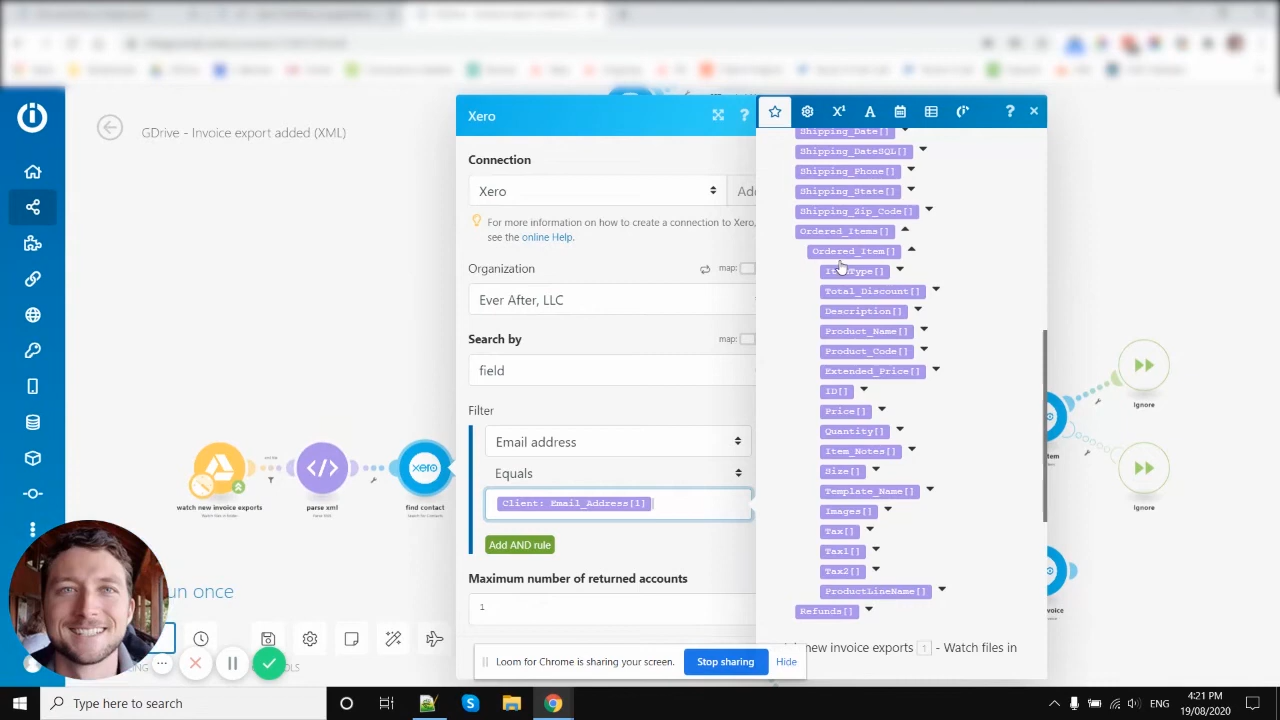 GDrive - Invoice export added (XML)
Xero
?
?
Connection
Xero
Add
For more information on how to create a connection to Xero,
see the online Help.
Organization
map:
Ever After, LLC
Search by
map:
field
Filter
Email address
Equals
Client: Email_Address[1]
Add AND rule
Maximum number of returned accounts
1
Shipping_Date[]
Shipping_DateSQL[]
Shipping_Phone[]
Shipping_State[]
Shipping_Zip_Code[]
Ordered_Items[]
Ordered_Item[]
Total_Discount[]
Description[]
Product_Name[]
Product_Code[]
Extended_Price[]
ID[]
Price[]
Quantity[]
Item_Notes[]
Size[]
Template_Name[]
Images[]
Tax[]
Tax1[]
Tax2[]
ProductLineName[]
Refunds[]
new invoice exports 1 - Watch files in
watch new invoice exports
parse xml
Parse XML
xero
find contact
Ignore
Ignore
un once
Loom for Chrome is sharing your screen.
Stop sharing
Hide
Type here to search
ENG
4:21 PM
19/08/2020